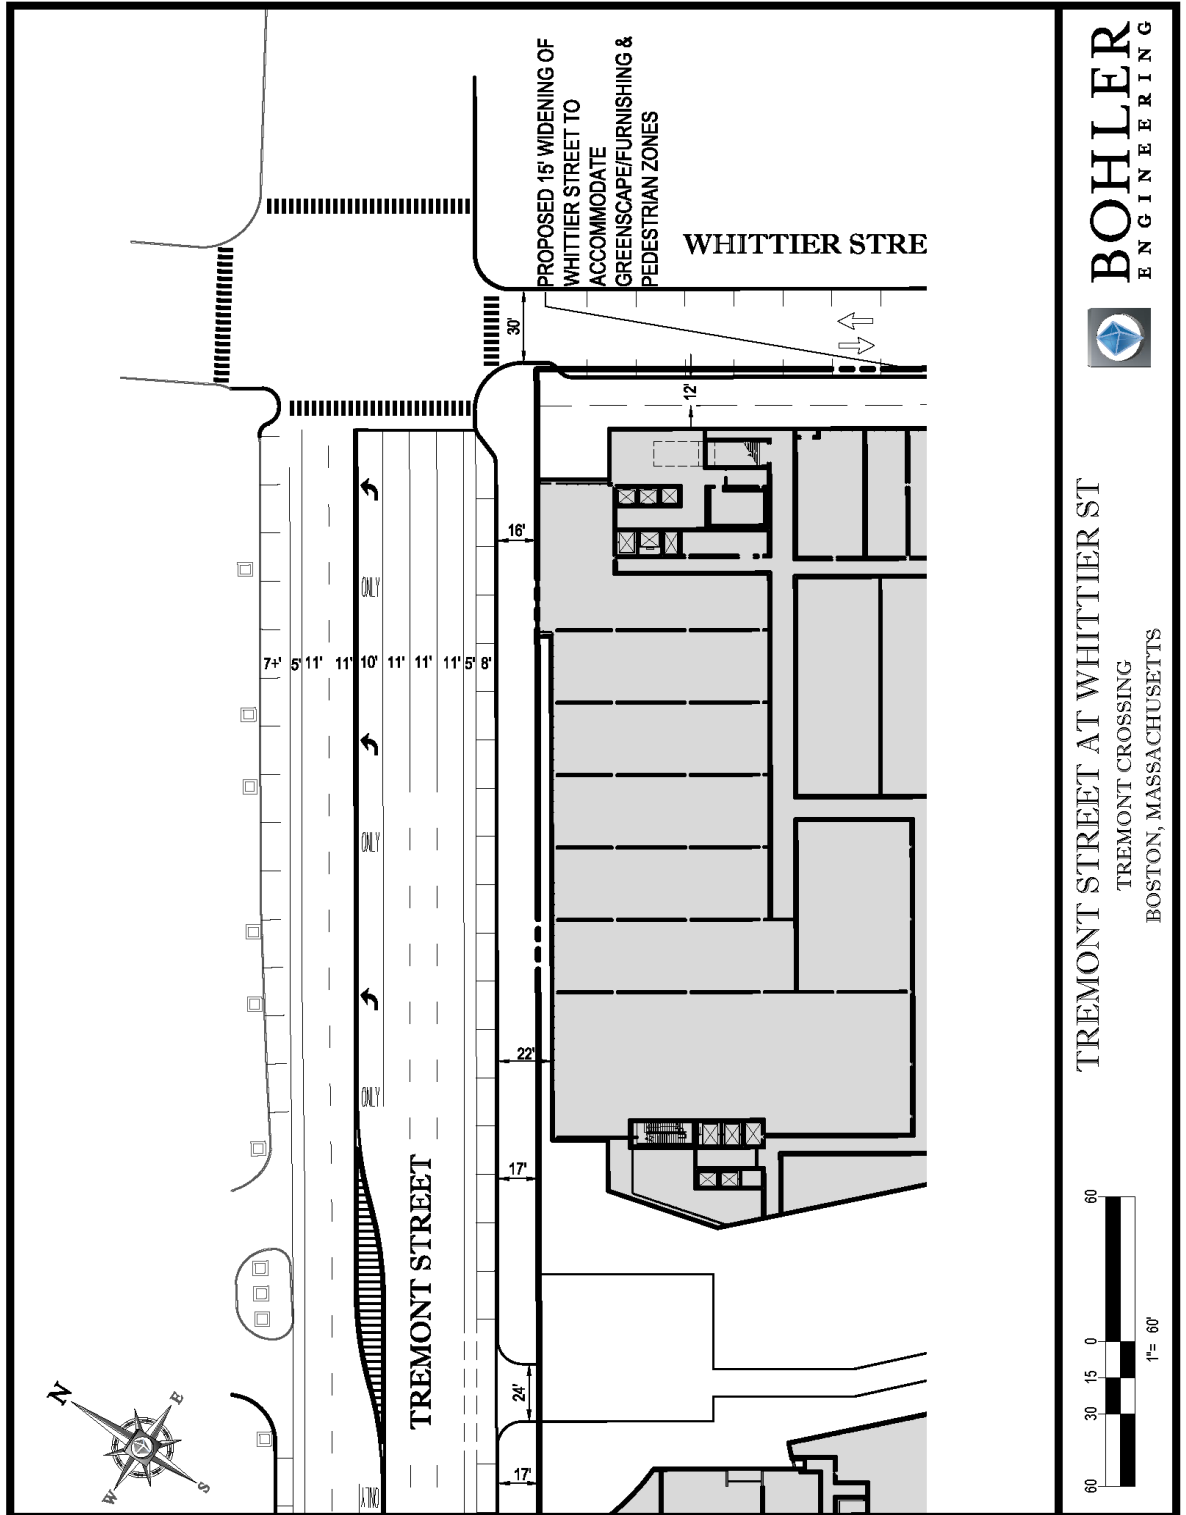 PROPOSED 15' WIDENING OF
WHITTIER STREET TO
ACCOMMODATE
GREENSCAPE/FURNISHING &
PEDESTRIAN ZONES
WHITTIER STRE
30'
12'
16'
ONLY
7+' 5' 11' 11' 10' 11' 11' 11' 5' 8'
ONLY
ONLY
22'
17'
TREMONT STREET
24'
17'
ONLY
N
E
S
W
BOHLER
ENGINEERING
TREMONT STREET AT WHITTIER ST
TREMONT CROSSING
BOSTON, MASSACHUSETTS
60 30 15 0 60
1"= 60'